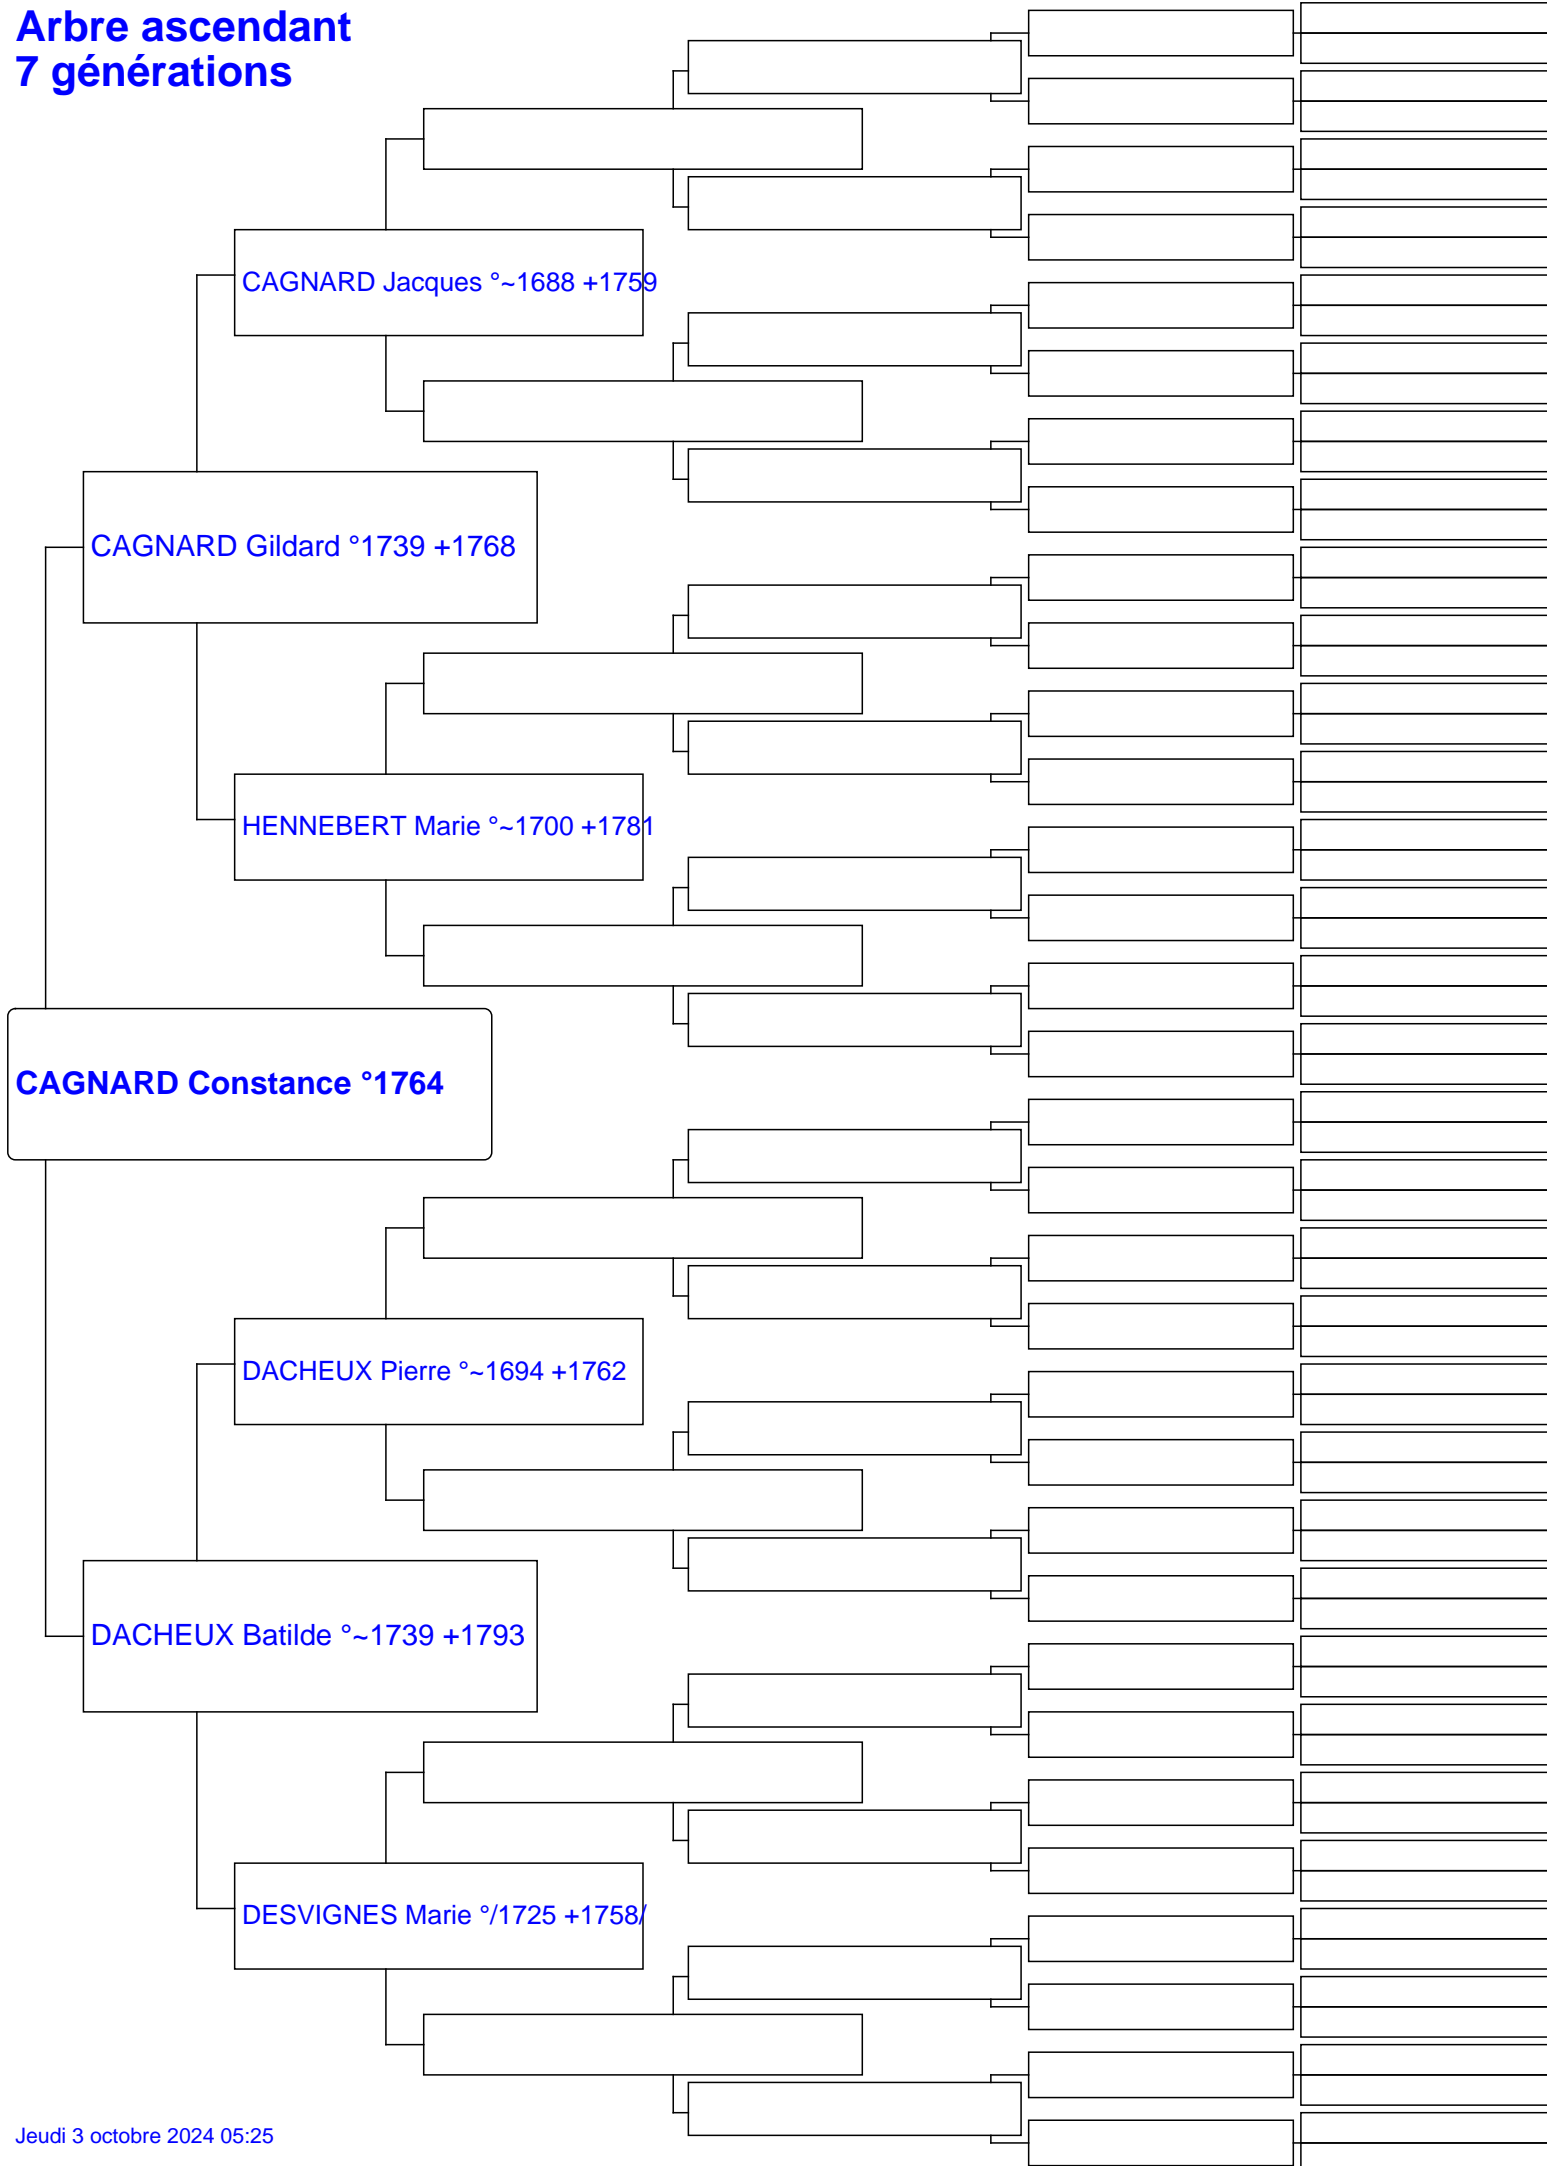 Arbre ascendant
7 générations
CAGNARD Jacques °~1688 +1759
CAGNARD Gildard °1739 +1768
HENNEBERT Marie °~1700 +1781
CAGNARD Constance °1764
DACHEUX Pierre °~1694 +1762
DACHEUX Batilde °~1739 +1793
DESVIGNES Marie °/1725 +1758/
Jeudi 3 octobre 2024 05:25